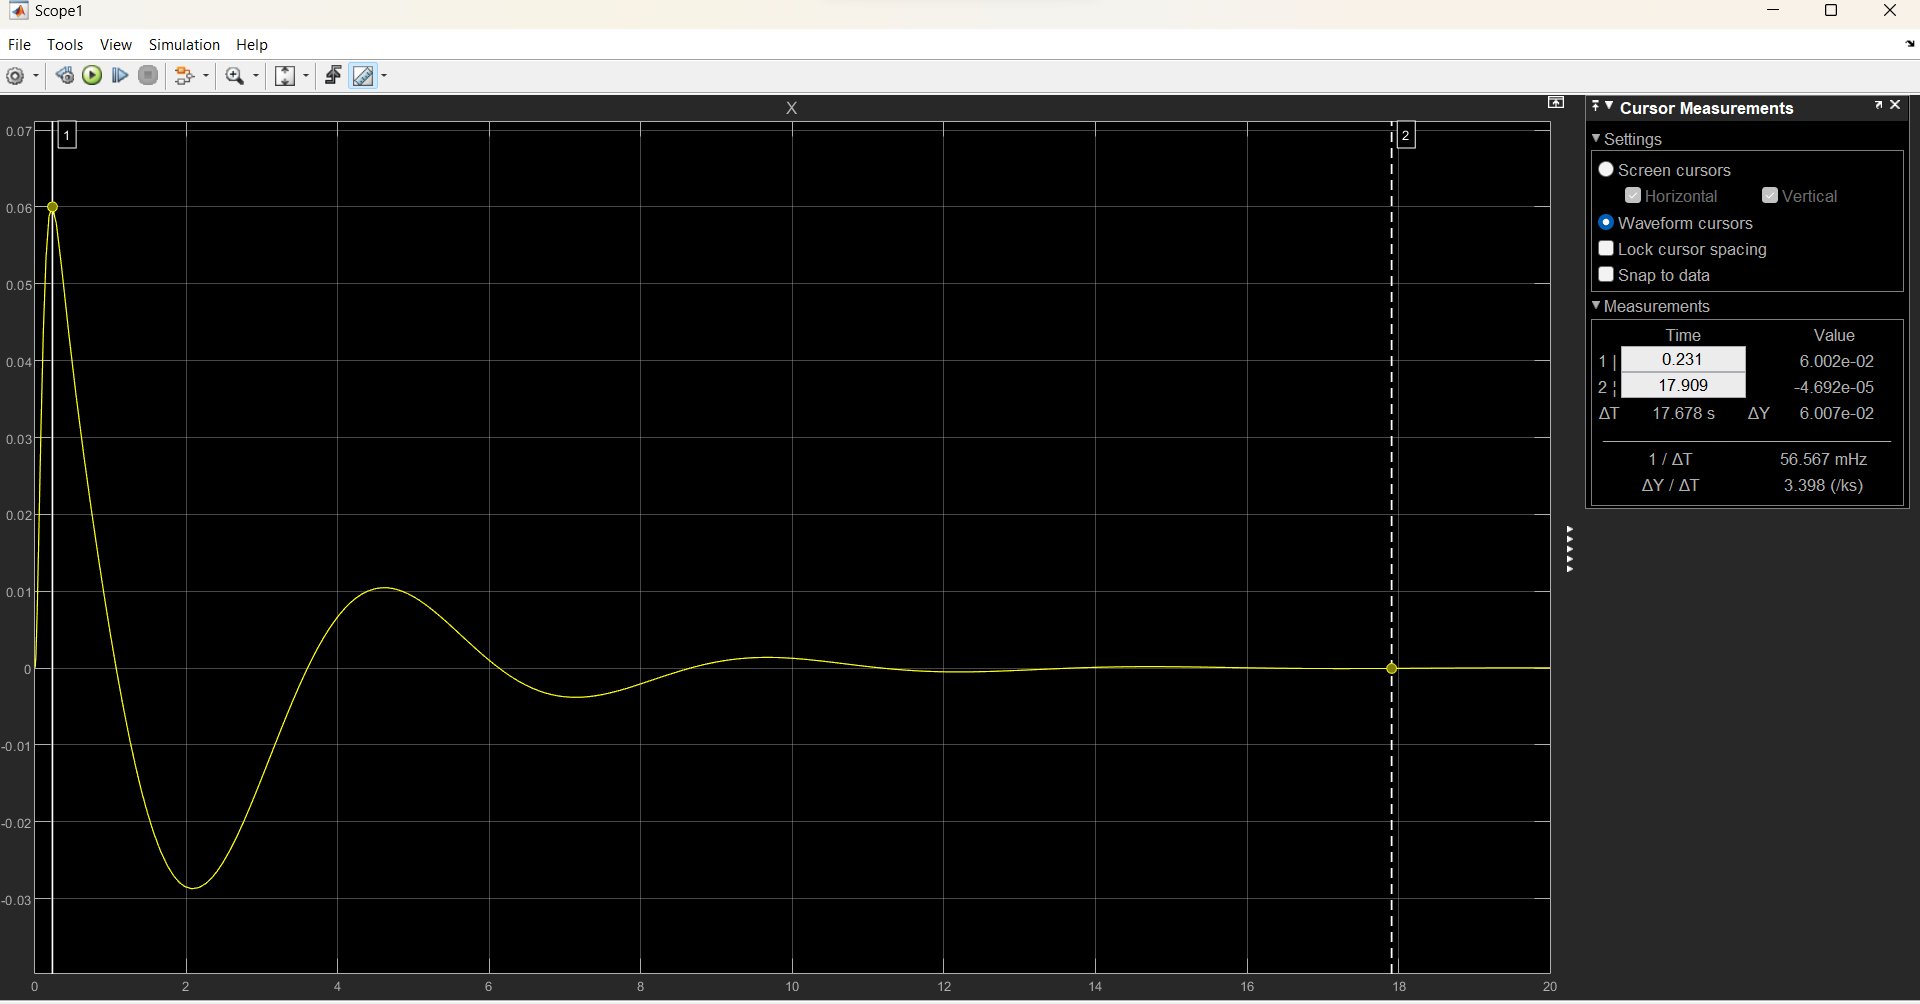 Scope1
File Tools View Simulation Help
X
0.07
0.06
0.05
0.04
0.03
0.02
0.01
0
-0.01
-0.02
-0.03
0 2 4 6 8 10 12 14 16 18 20
1
2
Cursor Measurements
Settings
Screen cursors
Horizontal Vertical
Waveform cursors
Lock cursor spacing
Snap to data
Measurements
Time Value
1 | 0.231 6.002e-02
2 ¦ 17.909 -4.692e-05
ΔT 17.678 s ΔY 6.007e-02
1 / ΔT 56.567 mHz
ΔY / ΔT 3.398 (/ks)